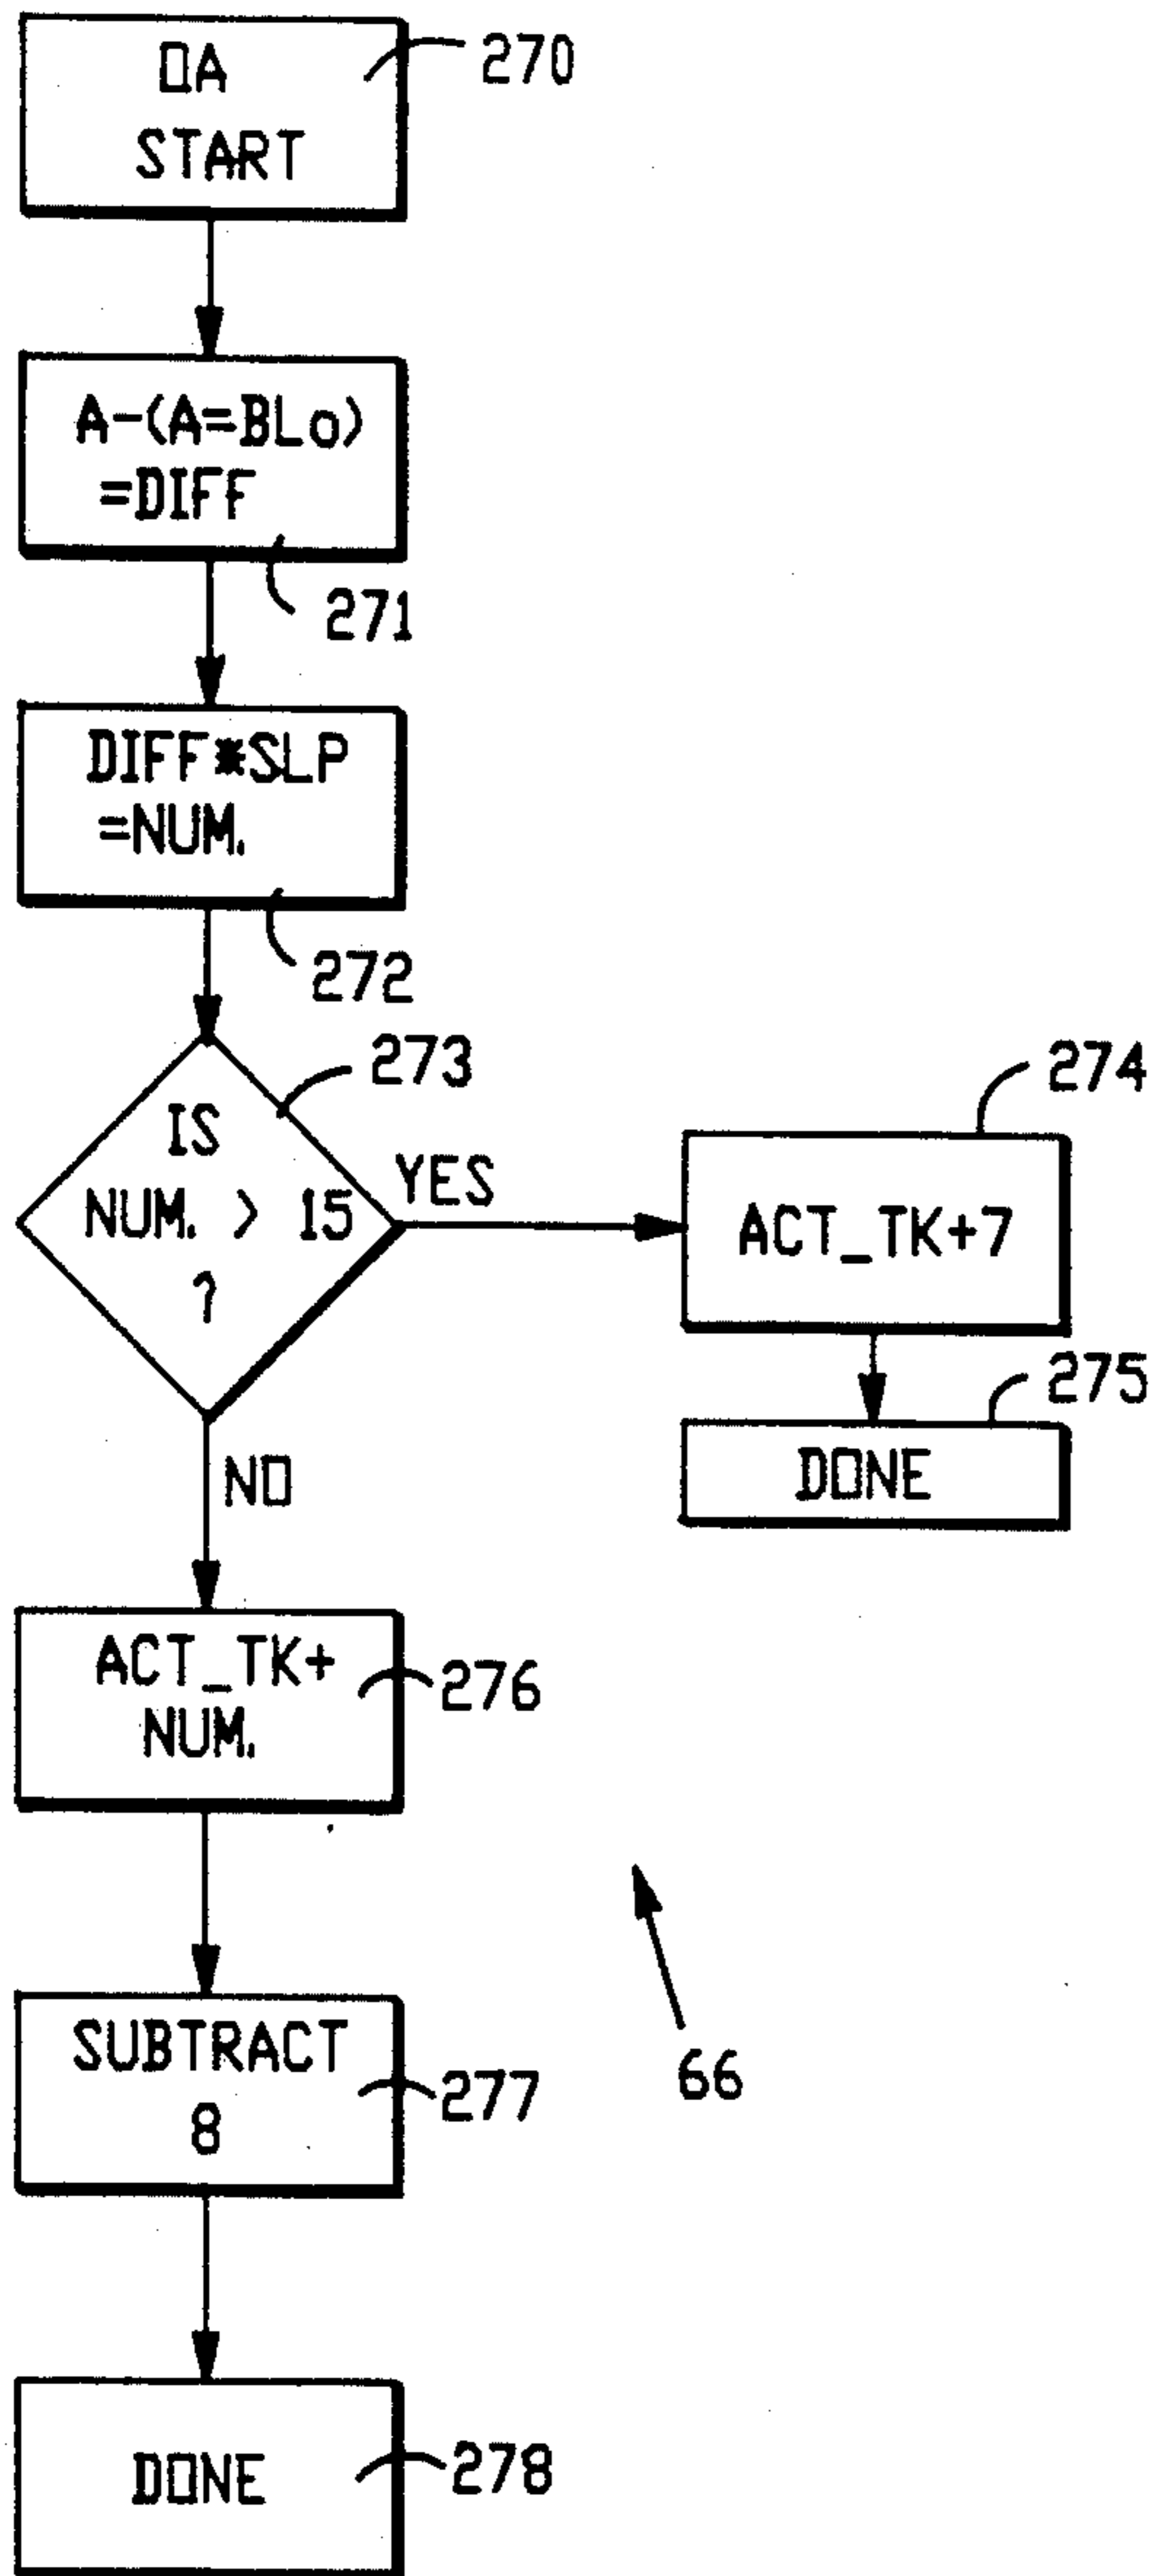 OA
START
270
A-(A=BLo)
=DIFF
271
DIFF*SLP
=NUM.
272
273
IS
NUM. > 15
?
YES
274
ACT_TK+7
275
DONE
NO
ACT_TK+
NUM.
276
66
SUBTRACT
8
277
DONE
278